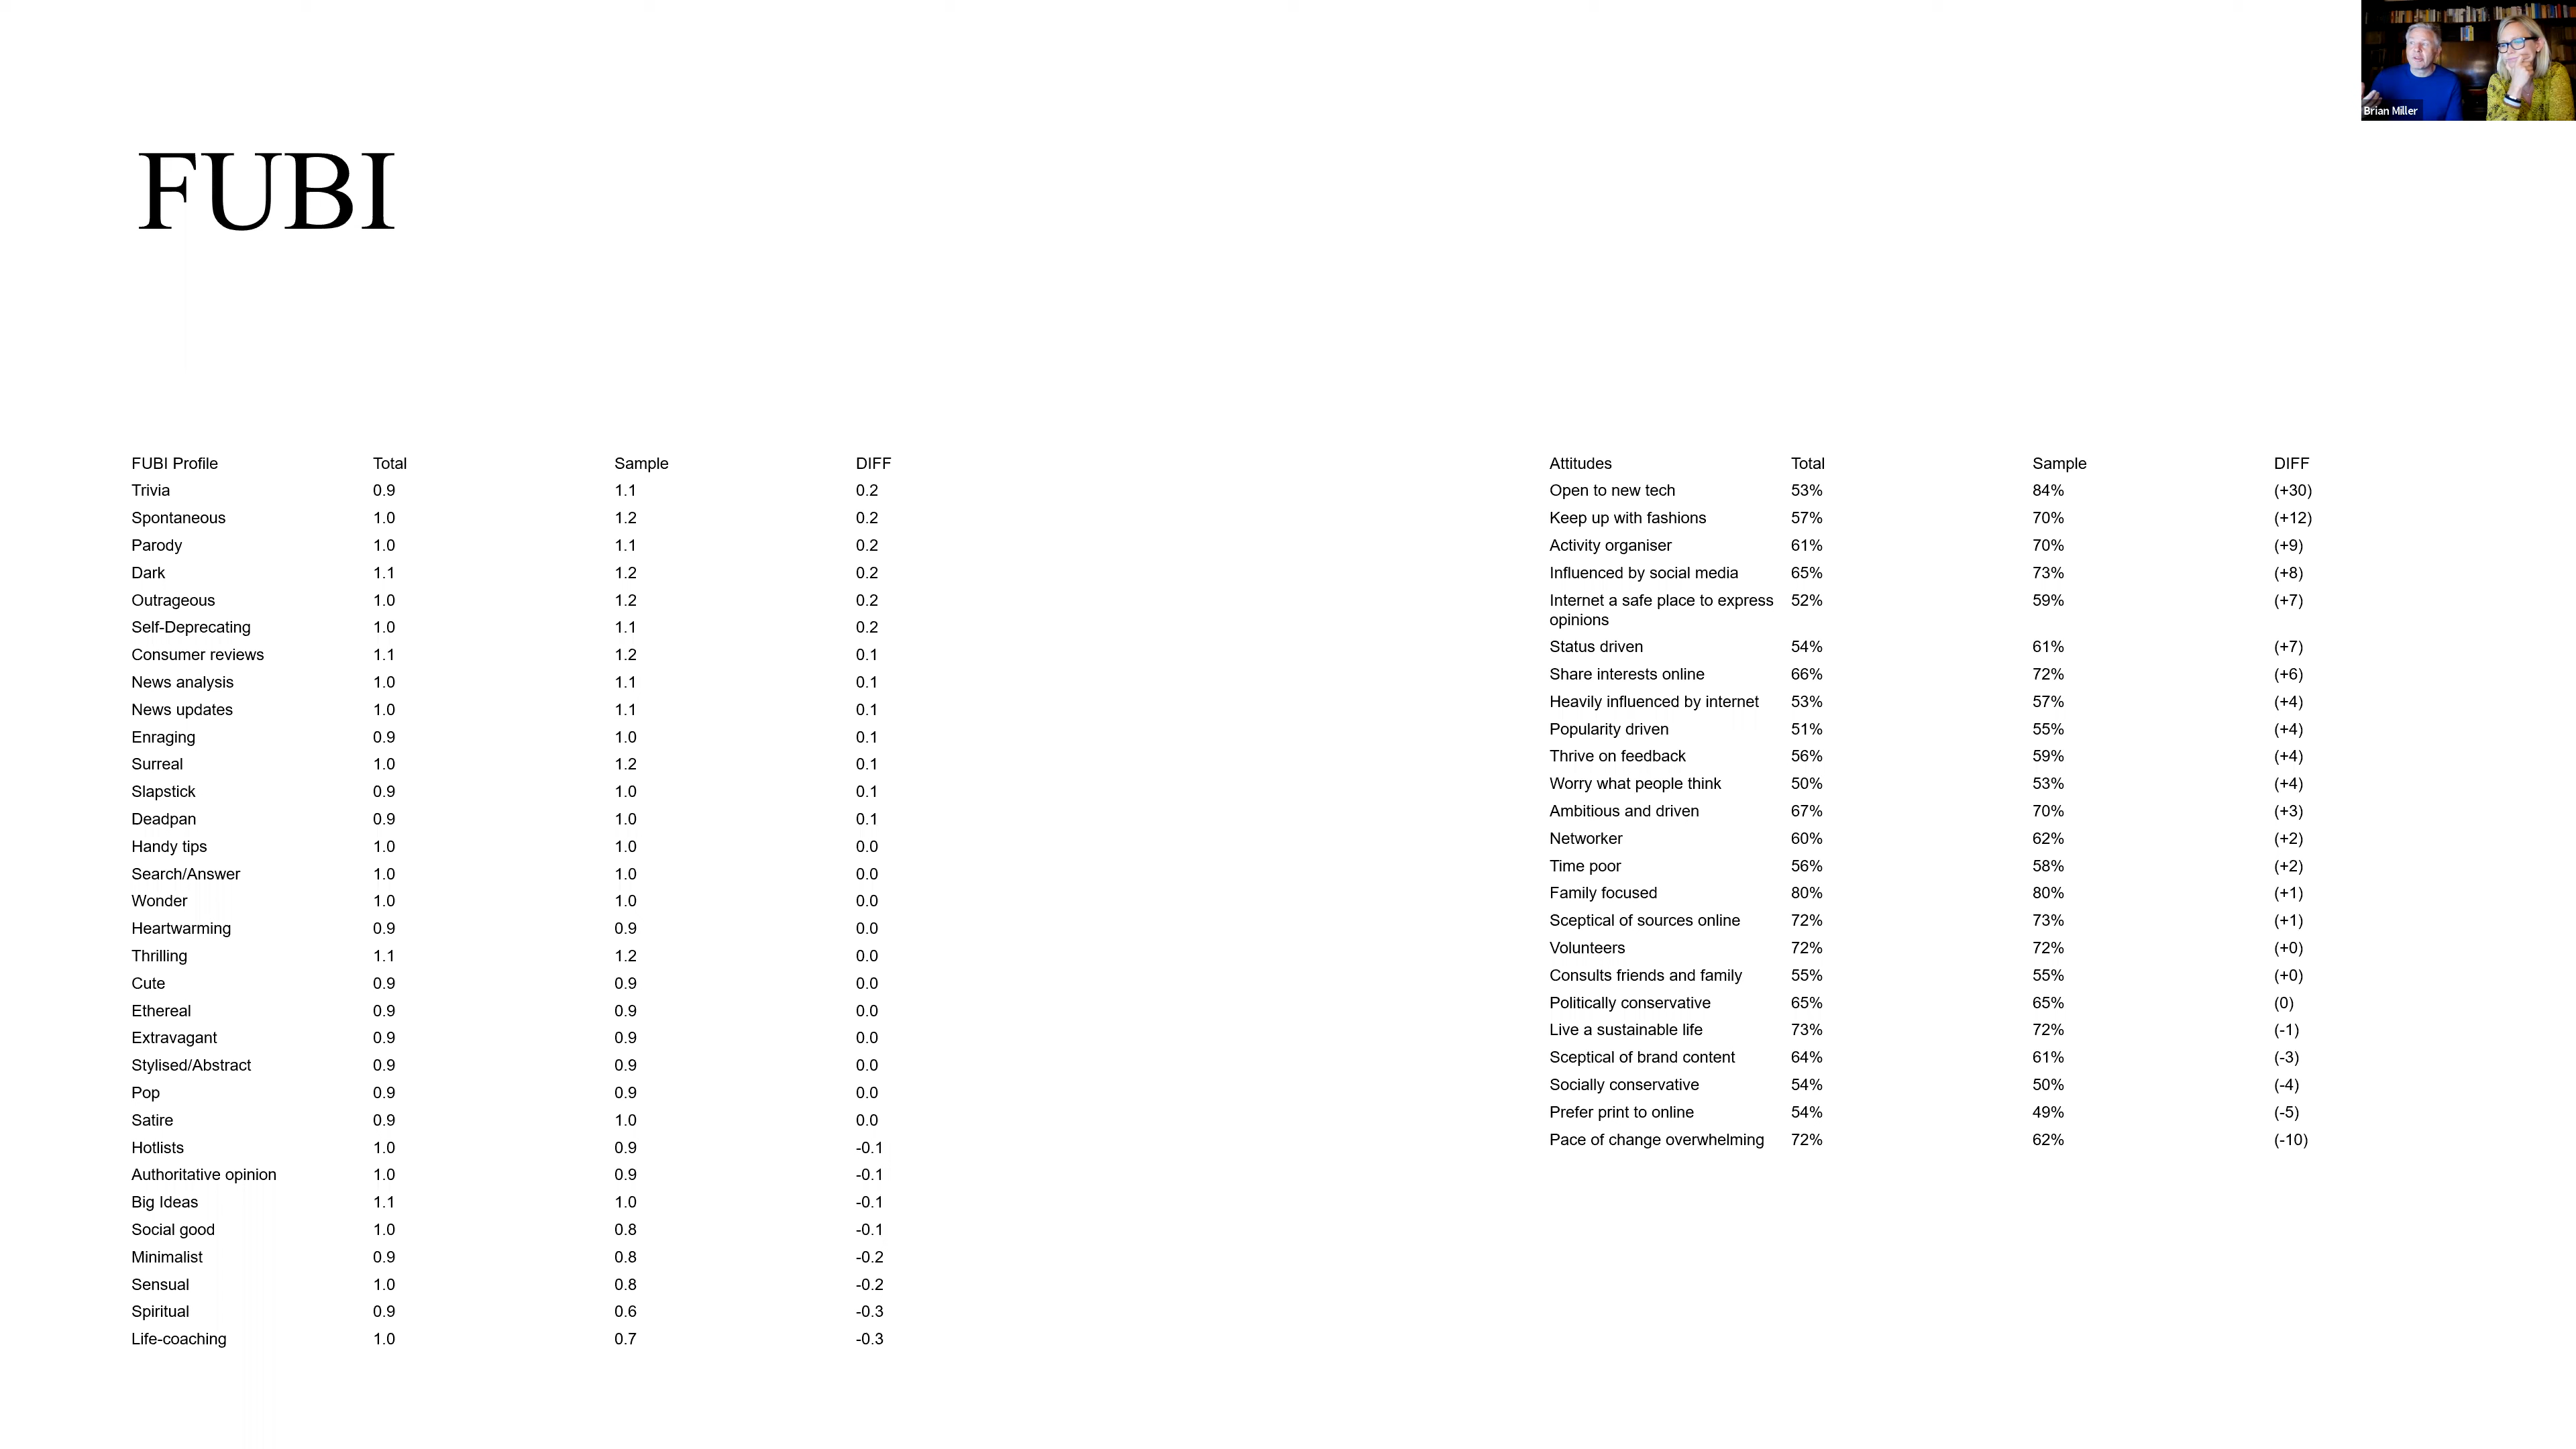 Brian Miller
FUBI
FUBI Profile Total Sample DIFF
Trivia 0.9 1.1 0.2
Spontaneous 1.0 1.2 0.2
Parody 1.0 1.1 0.2
Dark 1.1 1.2 0.2
Outrageous 1.0 1.2 0.2
Self-Deprecating 1.0 1.1 0.2
Consumer reviews 1.1 1.2 0.1
News analysis 1.0 1.1 0.1
News updates 1.0 1.1 0.1
Enraging 0.9 1.0 0.1
Surreal 1.0 1.2 0.1
Slapstick 0.9 1.0 0.1
Deadpan 0.9 1.0 0.1
Handy tips 1.0 1.0 0.0
Search/Answer 1.0 1.0 0.0
Wonder 1.0 1.0 0.0
Heartwarming 0.9 0.9 0.0
Thrilling 1.1 1.2 0.0
Cute 0.9 0.9 0.0
Ethereal 0.9 0.9 0.0
Extravagant 0.9 0.9 0.0
Stylised/Abstract 0.9 0.9 0.0
Pop 0.9 0.9 0.0
Satire 0.9 1.0 0.0
Hotlists 1.0 0.9 -0.1
Authoritative opinion 1.0 0.9 -0.1
Big Ideas 1.1 1.0 -0.1
Social good 1.0 0.8 -0.1
Minimalist 0.9 0.8 -0.2
Sensual 1.0 0.8 -0.2
Spiritual 0.9 0.6 -0.3
Life-coaching 1.0 0.7 -0.3
Attitudes Total Sample DIFF
Open to new tech 53% 84% (+30)
Keep up with fashions 57% 70% (+12)
Activity organiser 61% 70% (+9)
Influenced by social media 65% 73% (+8)
Internet a safe place to express 52% 59% (+7)
opinions
Status driven 54% 61% (+7)
Share interests online 66% 72% (+6)
Heavily influenced by internet 53% 57% (+4)
Popularity driven 51% 55% (+4)
Thrive on feedback 56% 59% (+4)
Worry what people think 50% 53% (+4)
Ambitious and driven 67% 70% (+3)
Networker 60% 62% (+2)
Time poor 56% 58% (+2)
Family focused 80% 80% (+1)
Sceptical of sources online 72% 73% (+1)
Volunteers 72% 72% (+0)
Consults friends and family 55% 55% (+0)
Politically conservative 65% 65% (0)
Live a sustainable life 73% 72% (-1)
Sceptical of brand content 64% 61% (-3)
Socially conservative 54% 50% (-4)
Prefer print to online 54% 49% (-5)
Pace of change overwhelming 72% 62% (-10)